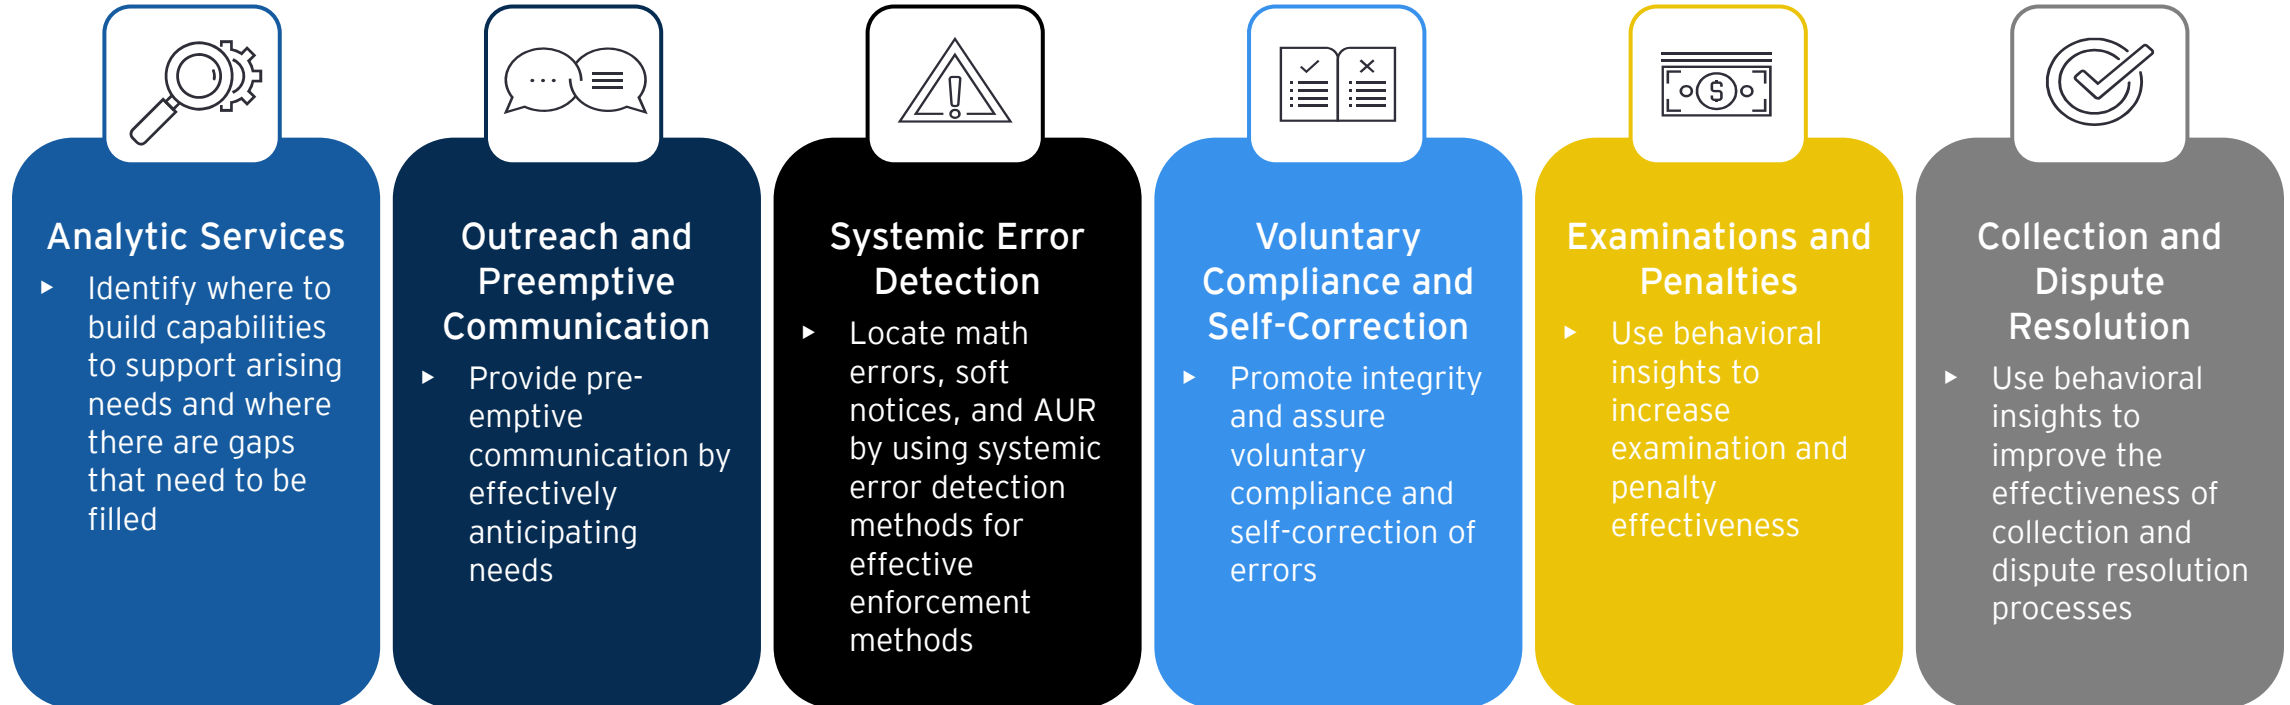 Analytic Services
▸ Identify where to
build capabilities
to support arising
needs and where
there are gaps
that need to be
filled
Outreach and
Preemptive
Communication
▸ Provide pre-
emptive
communication by
effectively
anticipating
needs
Systemic Error
Detection
▸ Locate math
errors, soft
notices, and AUR
by using systemic
error detection
methods for
effective
enforcement
methods
Voluntary
Compliance and
Self-Correction
▸ Promote integrity
and assure
voluntary
compliance and
self-correction of
errors
Examinations and
Penalties
▸ Use behavioral
insights to
increase
examination and
penalty
effectiveness
Collection and
Dispute
Resolution
▸ Use behavioral
insights to
improve the
effectiveness of
collection and
dispute resolution
processes